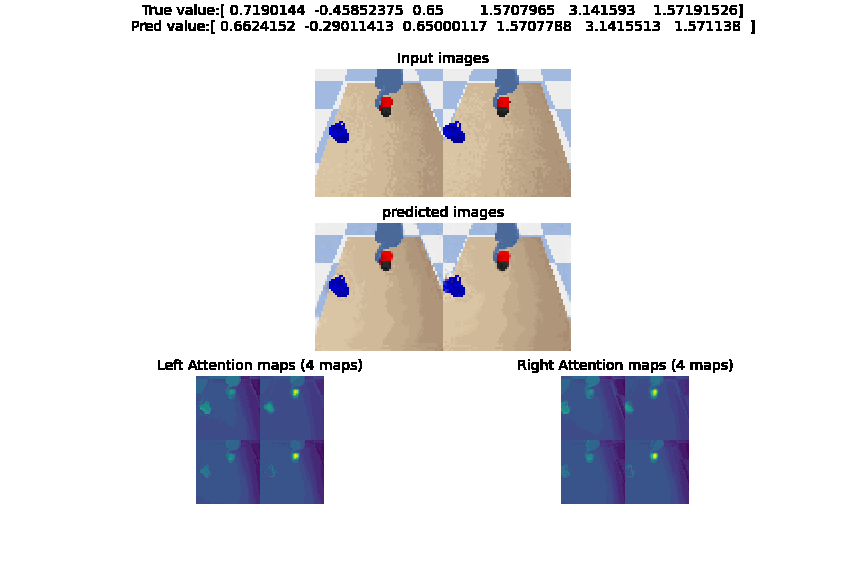 True value:[ 0.7190144 -0.45852375 0.65 1.5707965 3.141593 1.57191526]
Pred value:[ 0.6624152 -0.29011413 0.65000117 1.5707788 3.1415513 1.571138 ]
Input images
predicted images
Left Attention maps (4 maps)
Right Attention maps (4 maps)